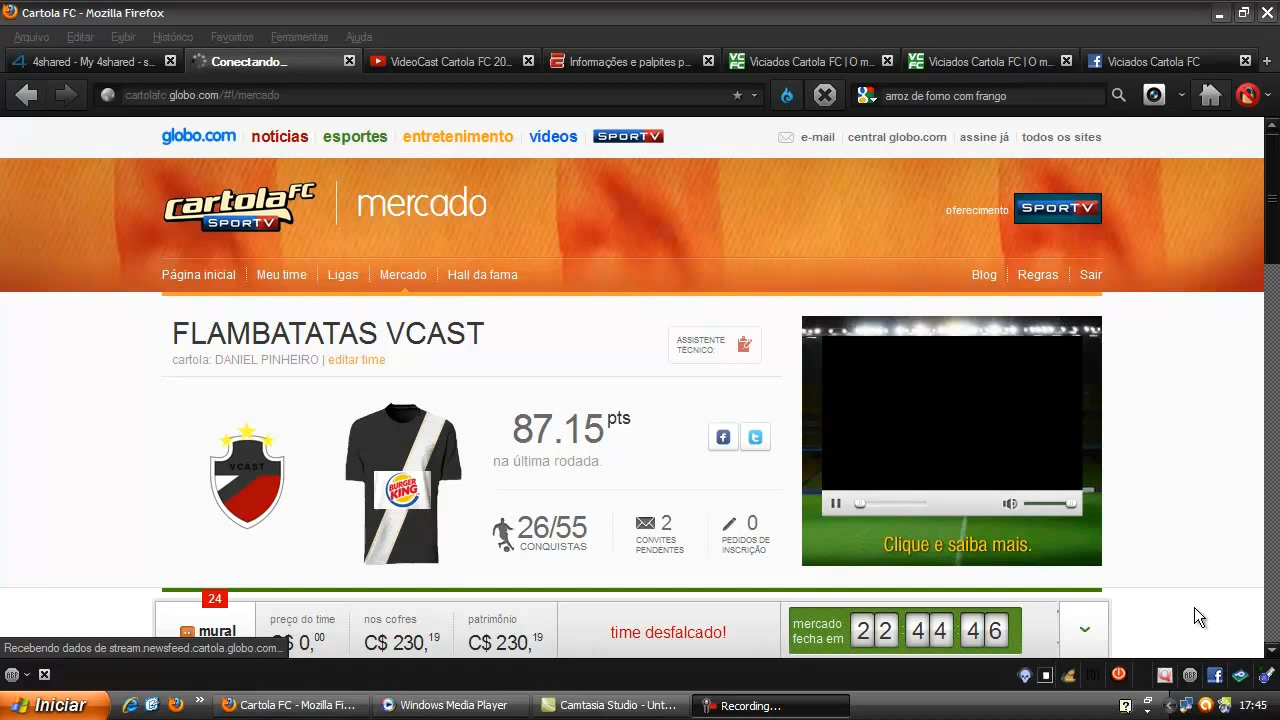 Cartola FC - Mozilla Firefox
Arquivo Editar Exibir Histórico Favoritos Ferramentas Ajuda
4shared - My 4shared - s... Conectando... VideoCast Cartola FC 20... Informações e palpites p... Viciados Cartola FC | O m... Viciados Cartola FC | O m... Viciados Cartola FC
cartolafc.globo.com/#!/mercado arroz de forno com frango
globo.com notícias esportes entretenimento vídeos SPORTV e-mail central globo.com assine já todos os sites
cartola FC
SPORTV
mercado
oferecimento SPORTV
Página inicial Meu time Ligas Mercado Hall da fama Blog Regras Sair
FLAMBATATAS VCAST
cartola: DANIEL PINHEIRO | editar time
ASSISTENTE
TÉCNICO:
87.15 pts
na última rodada.
VCAST
BURGER
KING
26/55
CONQUISTAS
2
CONVITES
PENDENTES
0
PEDIDOS DE
INSCRIÇÃO
Clique e saiba mais.
24
mural
preço do time
C$ 0,00
nos cofres
C$ 230,19
patrimônio
C$ 230,19
time desfalcado!
mercado
fecha em
22 44 46
Recebendo dados de stream.newsfeed.cartola.globo.com...
Iniciar Cartola FC - Mozilla Fi... Windows Media Player Camtasia Studio - Unt... Recording... 17:45